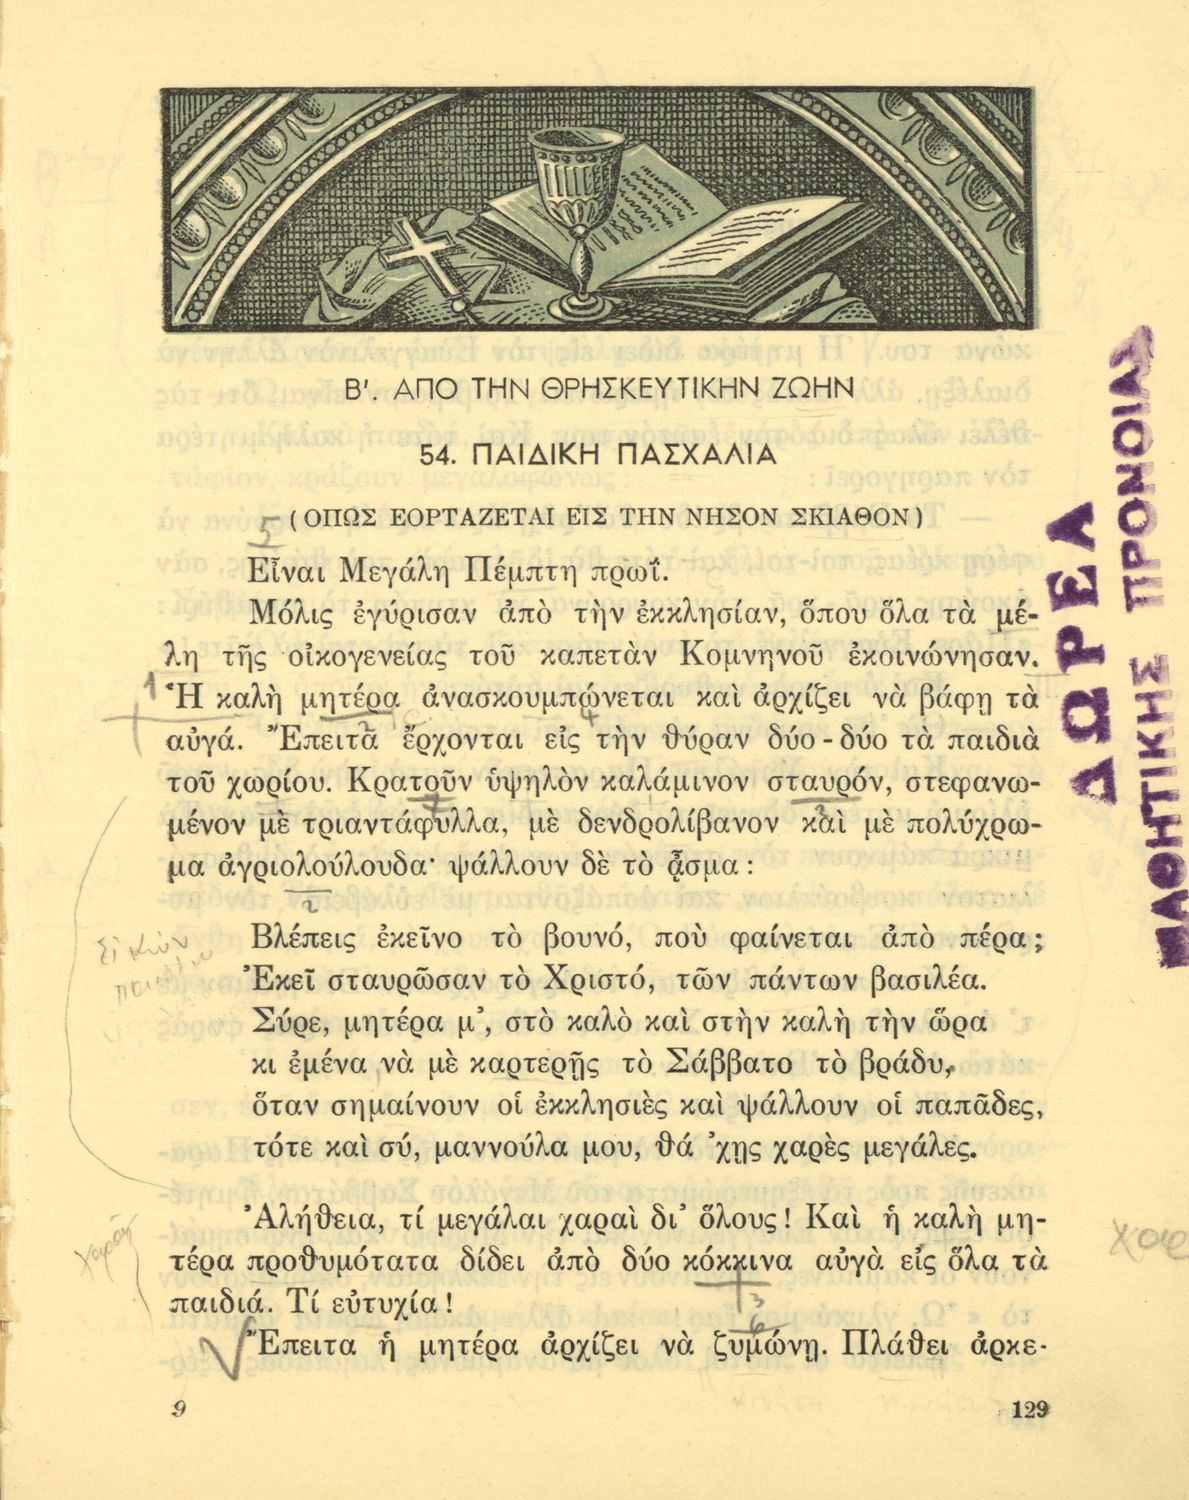 Β'. ΑΠΟ ΤΗΝ ΘΡΗΣΚΕΥΤΙΚΗΝ ΖΩΗΝ
54. ΠΑΙΔΙΚΗ ΠΑΣΧΑΛΙΑ
5 (ΟΠΩΣ ΕΟΡΤΑΖΕΤΑΙ ΕΙΣ ΤΗΝ ΝΗΣΟΝ ΣΚΙΑΘΟΝ)
Εἶναι Μεγάλη Πέμπτη πρωΐ.
Μόλις ἐγύρισαν ἀπὸ τὴν ἐκκλησίαν, ὅπου ὅλα τὰ μέ-
λη τῆς οἰκογενείας τοῦ καπετὰν Κομνηνοῦ ἐκοινώνησαν.
1 Ἡ καλὴ μητέρα ἀνασκουμπώνεται καὶ ἀρχίζει νὰ βάφῃ τὰ
αὐγά. Ἔπειτα ἔρχονται εἰς τὴν θύραν δύο-δύο τὰ παιδιὰ
τοῦ χωρίου. Κρατοῦν ὑψηλὸν καλάμινον σταυρόν, στεφανω-
μένον μὲ τριαντάφυλλα, μὲ δενδρολίβανον καὶ μὲ πολύχρω-
μα ἀγριολούλουδα· ψάλλουν δὲ τὸ ᾆσμα:
Βλέπεις ἐκεῖνο τὸ βουνό, ποὺ φαίνεται ἀπὸ πέρα;
Ἐκεῖ σταυρῶσαν τὸ Χριστό, τῶν πάντων βασιλέα.
Σύρε, μητέρα μ', στὸ καλὸ καὶ στὴν καλὴ τὴν ὥρα
κι ἐμένα νὰ μὲ καρτερῇς τὸ Σάββατο τὸ βράδυ,
ὅταν σημαίνουν οἱ ἐκκλησιὲς καὶ ψάλλουν οἱ παπᾶδες,
τότε καὶ σύ, μαννούλα μου, θά 'χῃς χαρὲς μεγάλες.
Ἀλήθεια, τί μεγάλαι χαραὶ δι' ὅλους! Καὶ ἡ καλὴ μη-
τέρα προθυμότατα δίδει ἀπὸ δύο κόκκινα αὐγὰ εἰς ὅλα τὰ
παιδιά. Τί εὐτυχία!
3
6
Ἔπειτα ἡ μητέρα ἀρχίζει νὰ ζυμώνῃ. Πλάθει ἀρκε-
9
129
ΔΩΡΕΑ
ΜΑΘΗΤΙΚΗΣ ΠΡΟΝΟΙΑΣ
χαρ